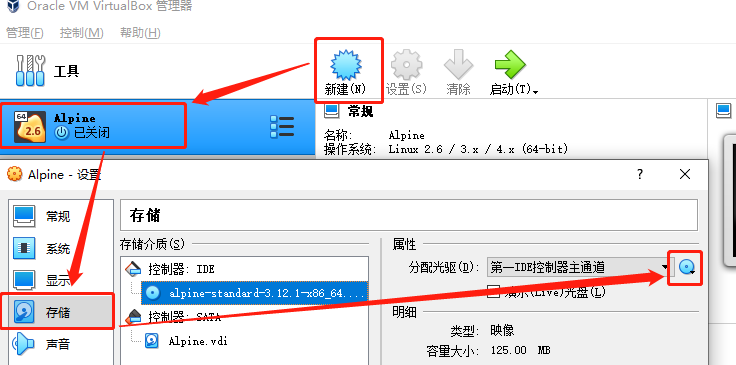 Oracle VM VirtualBox 管理器
管理(F) 控制(M) 帮助(H)
工具
新建(N) 设置(S) 清除 启动(T)
64
2.6
Alpine
已关闭
常规
名称: Alpine
操作系统: Linux 2.6 / 3.x / 4.x (64-bit)
Alpine - 设置
常规
系统
显示
存储
声音
存储
存储介质(S)
控制器: IDE
alpine-standard-3.12.1-x86_64....
控制器: SATA
Alpine.vdi
属性
分配光驱(D): 第一IDE控制器主通道
演示(Live)光盘(L)
明细
类型: 映像
容量大小: 125.00 MB